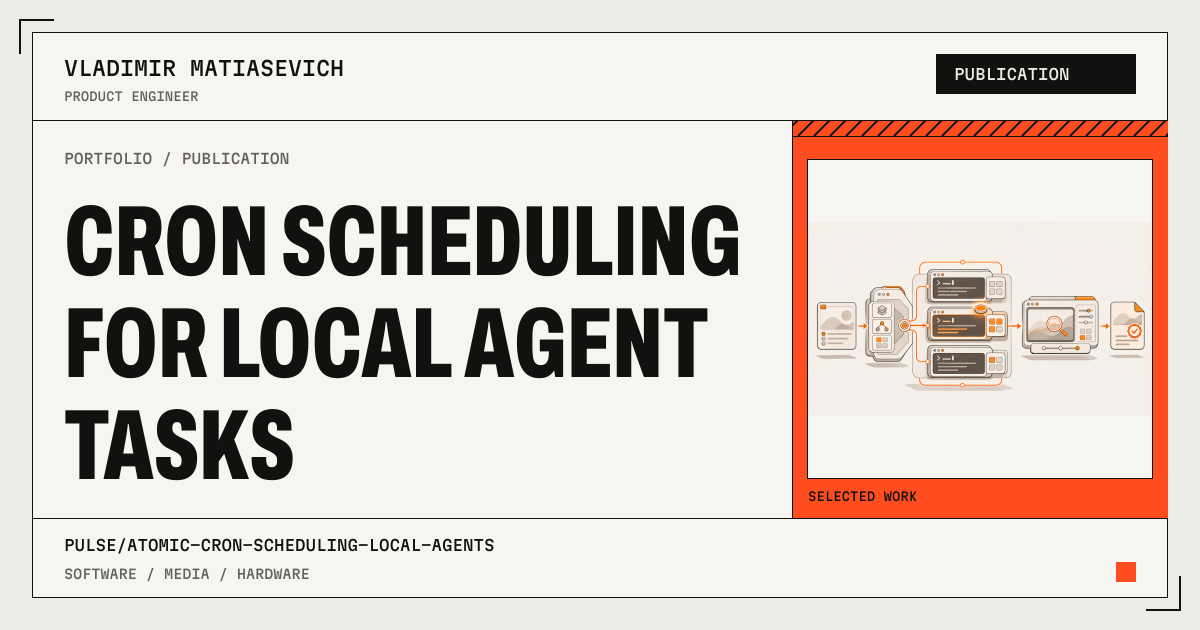 VLADIMIR MATIASEVICH
PRODUCT ENGINEER
PUBLICATION
PORTFOLIO / PUBLICATION
CRON SCHEDULING
FOR LOCAL AGENT
TASKS
SELECTED WORK
PULSE/ATOMIC–CRON–SCHEDULING–LOCAL–AGENTS
SOFTWARE / MEDIA / HARDWARE